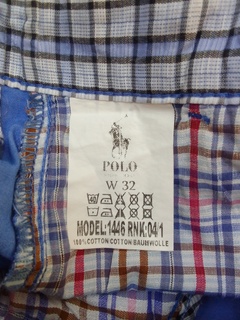 POLO
W 32
MODEL:1446 RNK:04/1
100%COTTON COTTON BAUMWOLLE